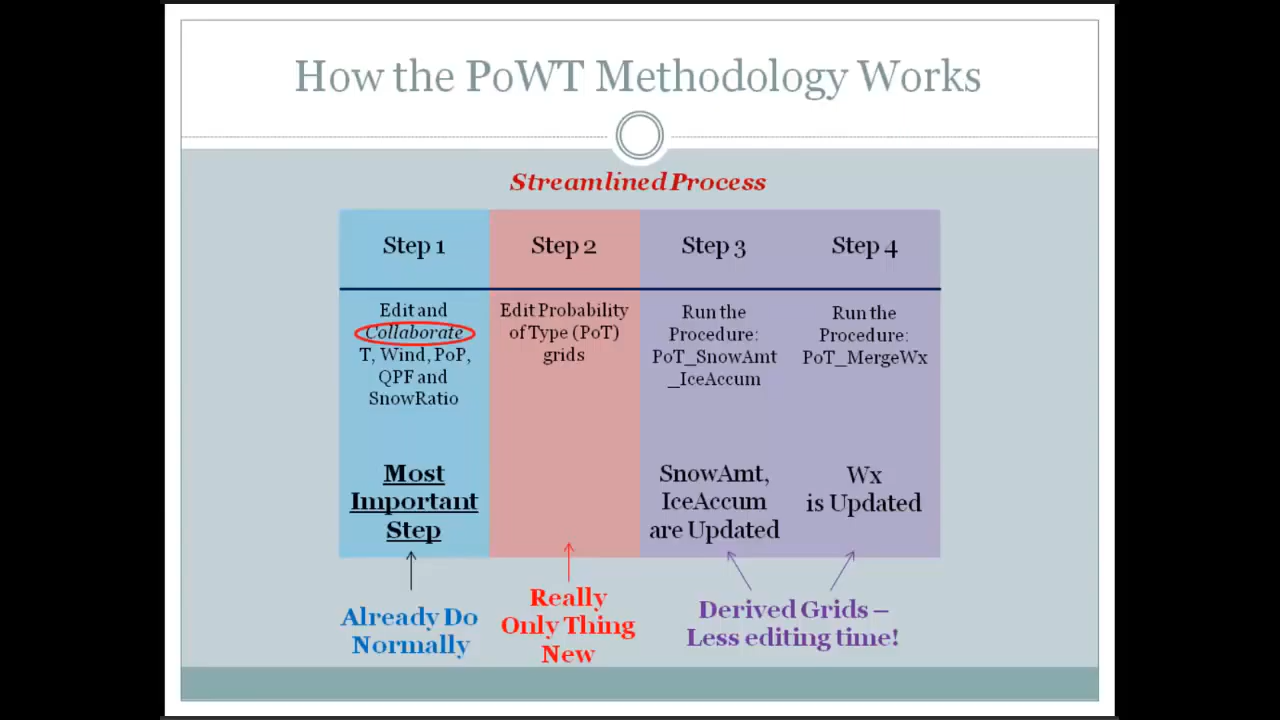 How the PoWT Methodology Works
Streamlined Process
Step 1
Step 2
Step 3
Step 4
Edit and
Collaborate
T, Wind, PoP,
QPF and
SnowRatio
Edit Probability
of Type (PoT)
grids
Run the
Procedure:
PoT_SnowAmt
_IceAccum
Run the
Procedure:
PoT_MergeWx
Most
Important
Step
SnowAmt,
IceAccum
are Updated
Wx
is Updated
Already Do
Normally
Really
Only Thing
New
Derived Grids –
Less editing time!